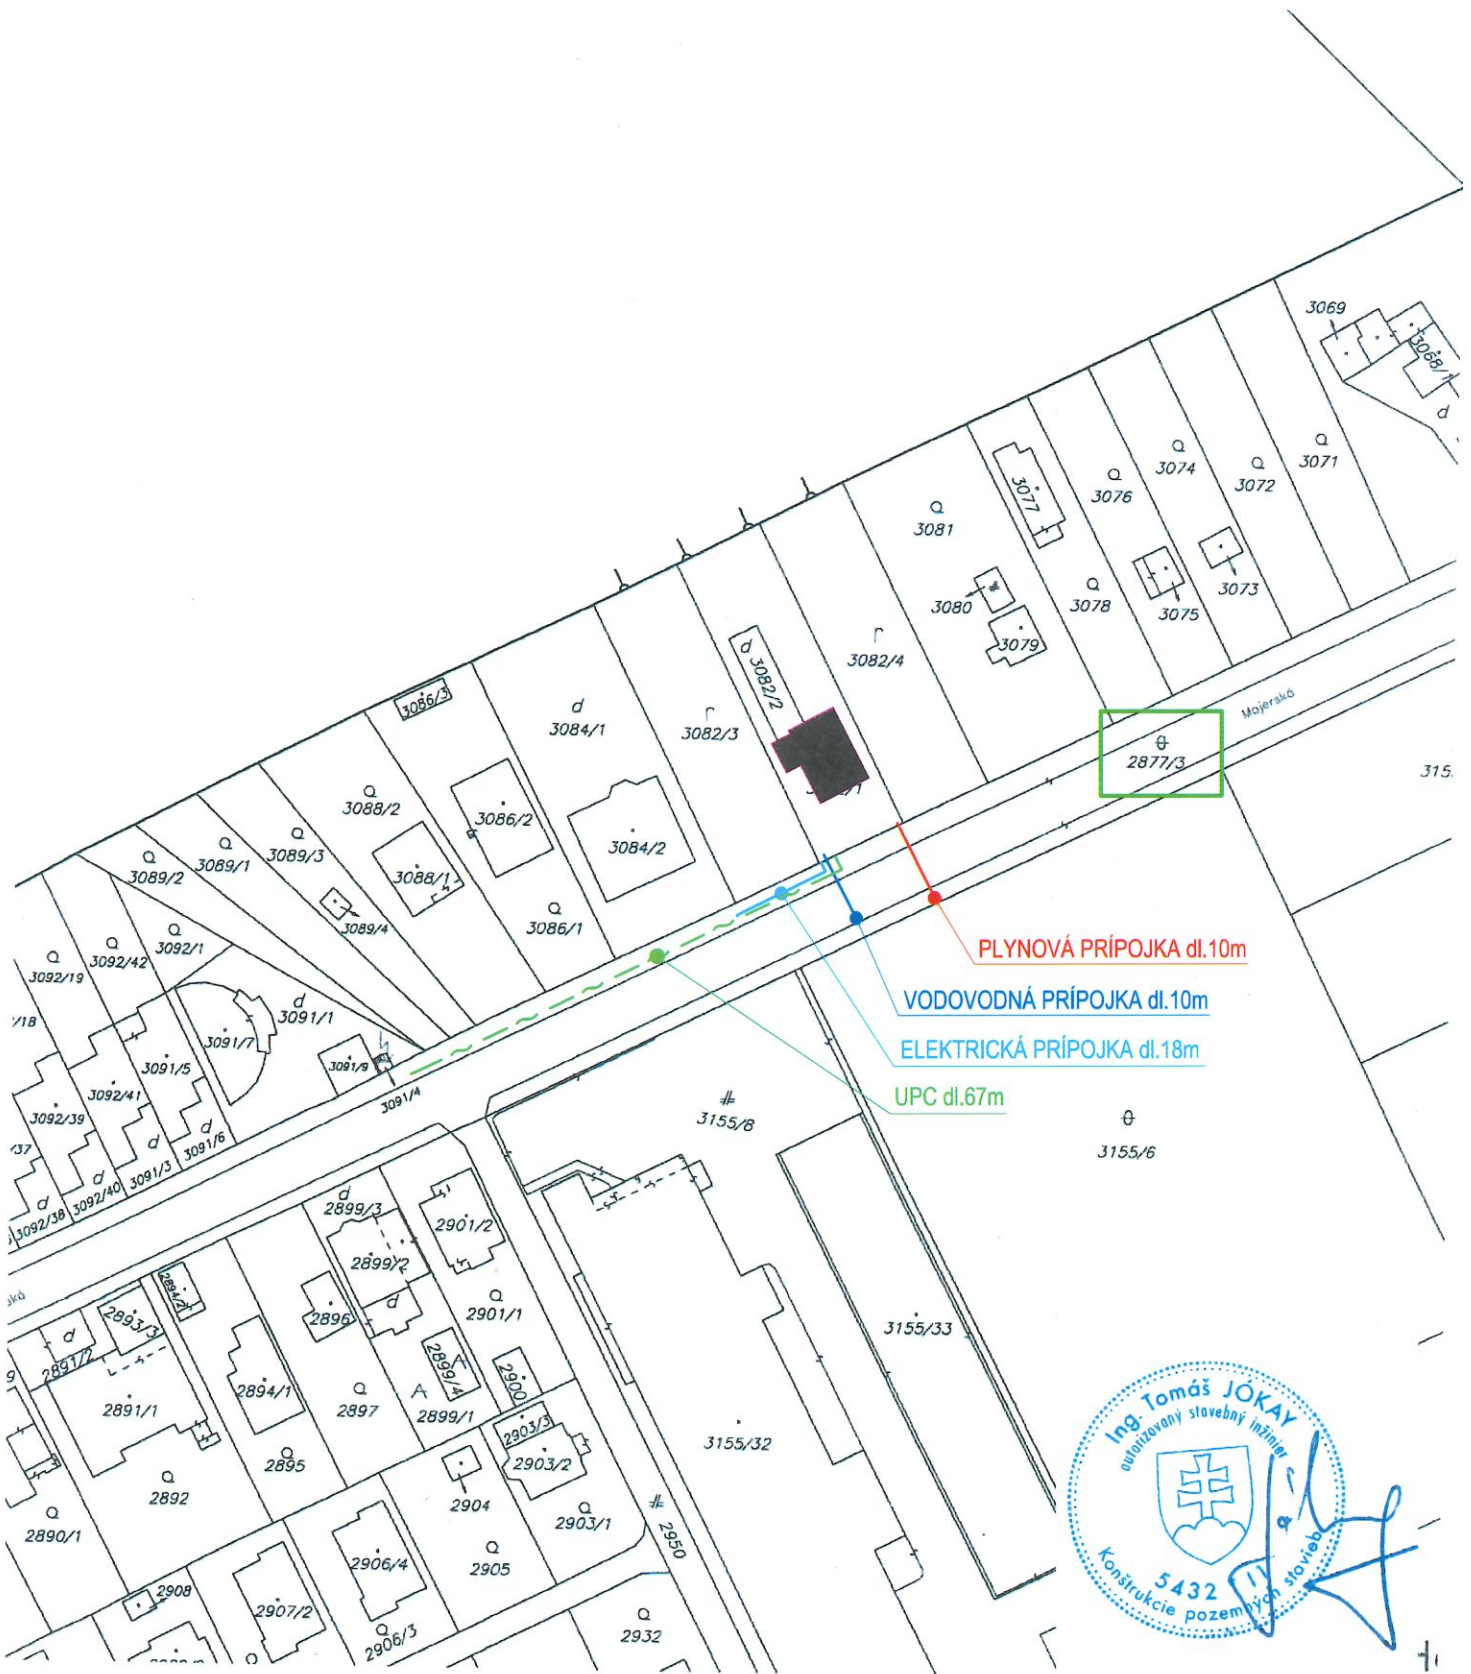 3069
3068/1
d
Q
3071
Q
3074
Q
3072
Q
3076
3077
Q
3081
3073
3075
Q
3078
3080
3079
r
3082/4
d 3082/2
Majerská
3086/3
d
3084/1
r
3082/3
2877/3
315
Q
3088/2
3086/2
3084/2
Q
3089/3
Q
3089/1
Q
3089/2
3088/1
3089/4
Q
3086/1
Q
3092/1
Q
3092/42
Q
3092/19
/18
PLYNOVÁ PRÍPOJKA dl.10m
VODOVODNÁ PRÍPOJKA dl.10m
ELEKTRICKÁ PRÍPOJKA dl.18m
UPC dl.67m
d
3091/1
3091/7
3091/9
3091/4
3091/5
3092/41
3092/39
/37
d
3091/6
d
3091/3
d
3092/40
d
3092/38
3155/8
3155/6
d
2899/3
2901/2
2899/2
d
2896
Q
2901/1
2894/2
2893/3
d
2891/2
9
ská
2899/4
2900
A
2899/1
2894/1
Q
2897
2891/1
3155/33
3155/32
2903/3
2903/2
Q
2895
Q
2892
2904
Q
2903/1
Q
2890/1
2950
Q
2905
2906/4
2908
2907/2
Q
2906/3
Q
2932
Q
Ing. Tomáš JÓKAY
autorizovaný stavebný inžinier
5432
Konštrukcie pozemných stavieb